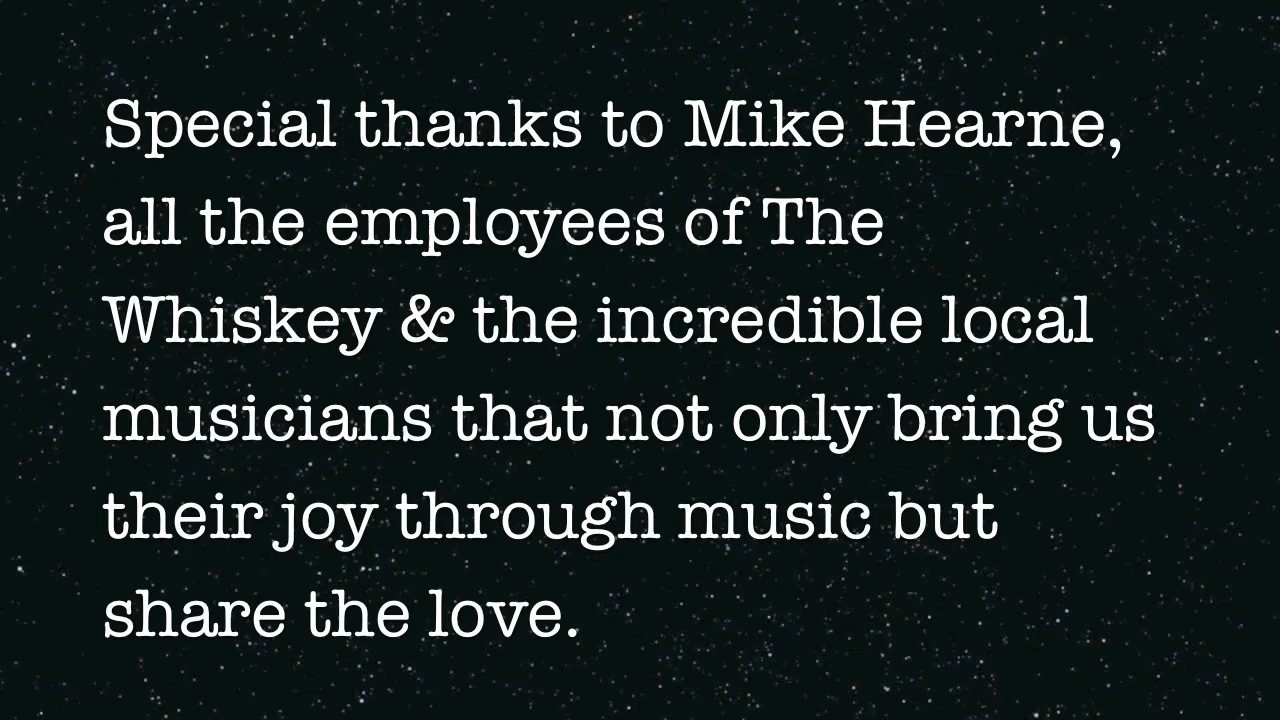 Special thanks to Mike Hearne,
all the employees of The
Whiskey & the incredible local
musicians that not only bring us
their joy through music but
share the love.